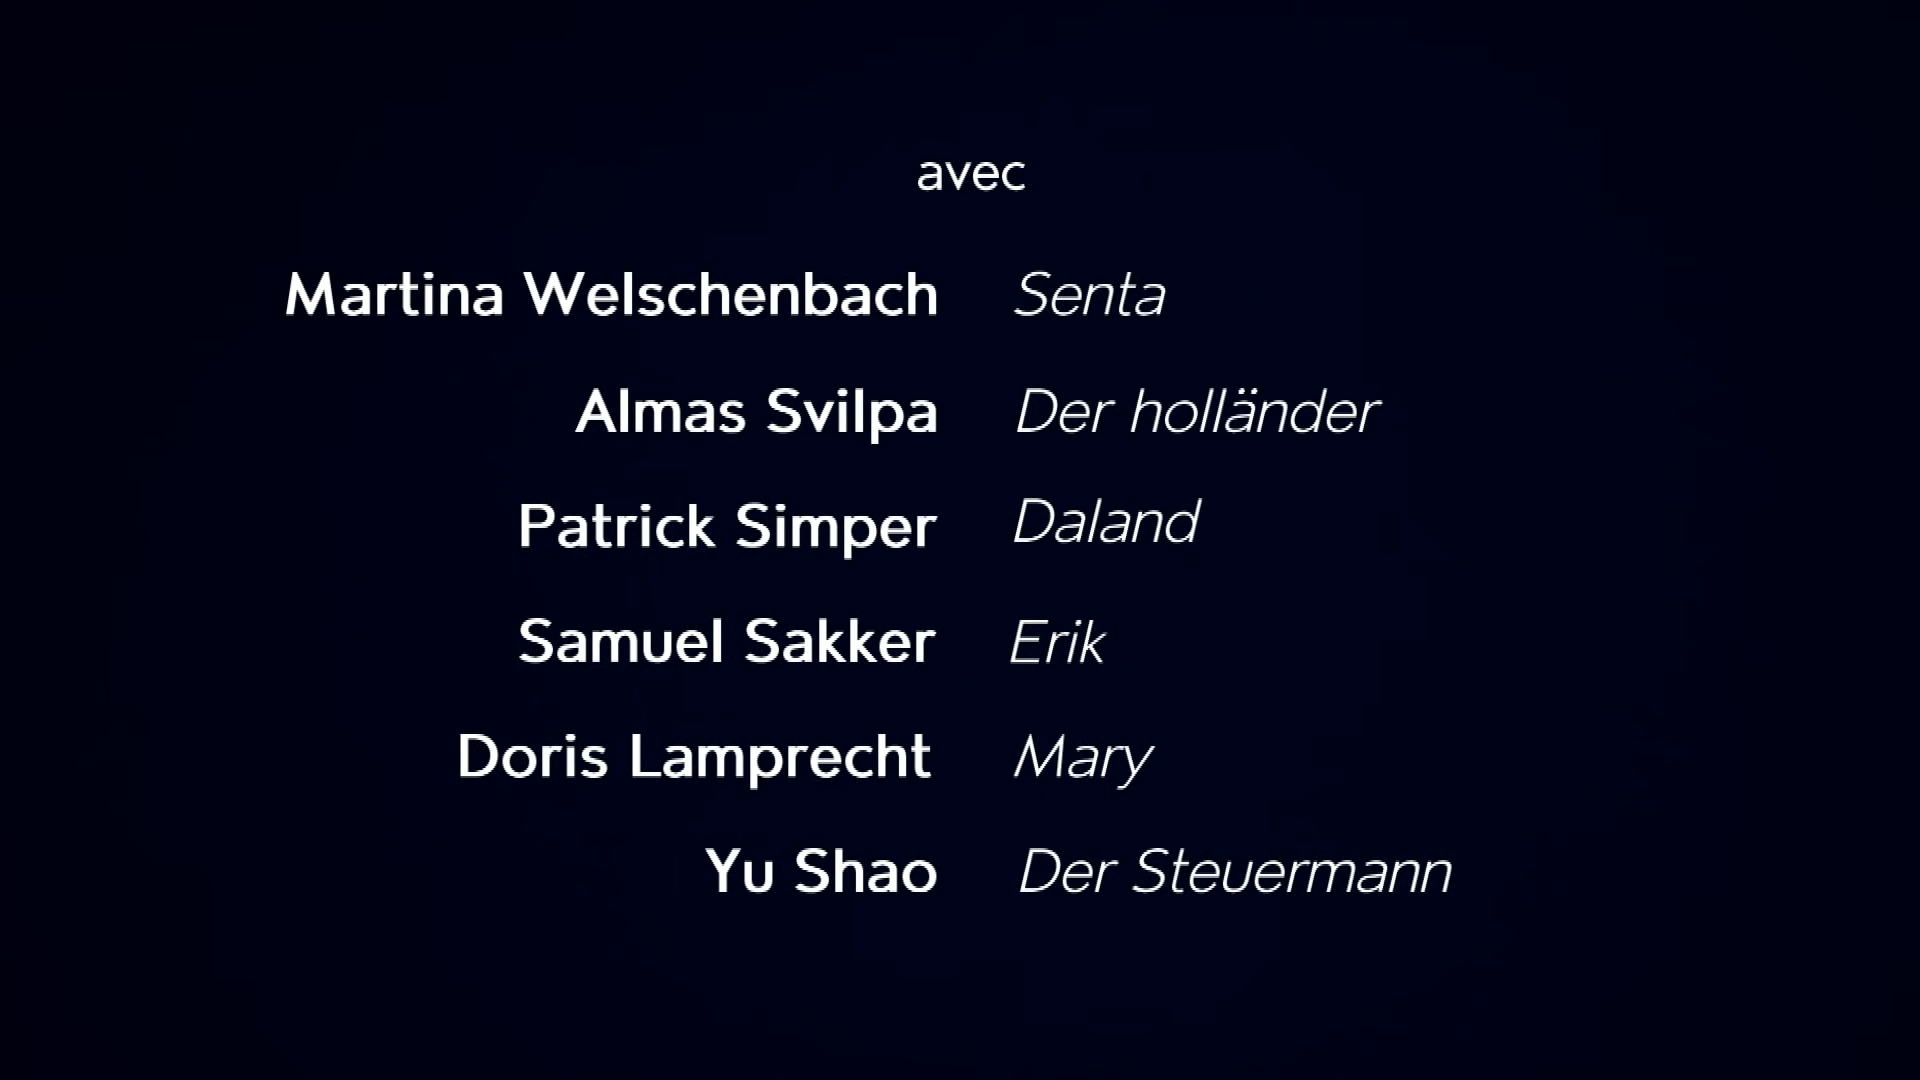 avec
Martina Welschenbach Senta
Almas Svilpa Der holländer
Patrick Simper Daland
Samuel Sakker Erik
Doris Lamprecht Mary
Yu Shao Der Steuermann